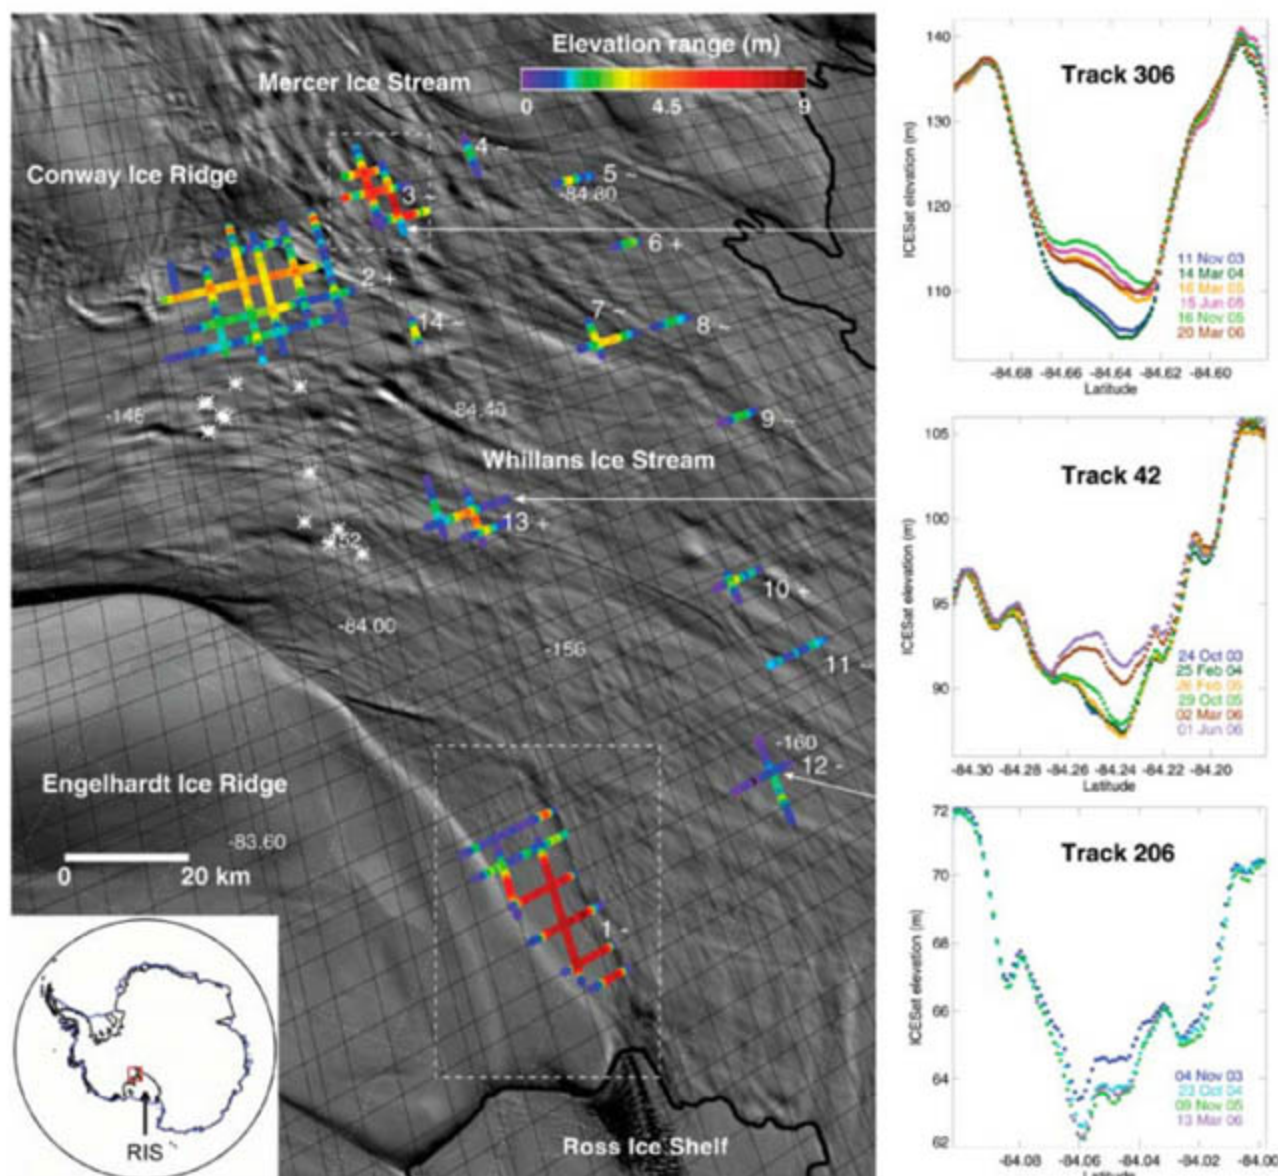 Elevation range (m)
0 4.5 9
Mercer Ice Stream
Conway Ice Ridge
4 ~
5 ~
-84.80
3 ~
6 +
2 +
7 ~
8 ~
14 ~
-148
-84.40
9 ~
Whillans Ice Stream
13 +
152
10 +
-84.00
-156
11 –
-160
12 -
Engelhardt Ice Ridge
-83.60
0 20 km
1 -
RIS
Ross Ice Shelf
Track 306
ICESat elevation (m)
140
130
120
110
11 Nov 03
14 Mar 04
16 Mar 05
15 Jun 05
16 Nov 05
20 Mar 06
-84.68 -84.66 -84.64 -84.62 -84.60
Latitude
Track 42
ICESat elevation (m)
105
100
95
90
24 Oct 03
25 Feb 04
26 Feb 05
29 Oct 05
02 Mar 06
01 Jun 06
-84.30 -84.28 -84.26 -84.24 -84.22 -84.20
Latitude
Track 206
ICESat elevation (m)
72
70
68
66
64
62
04 Nov 03
23 Oct 04
09 Nov 05
13 Mar 06
-84.08 -84.06 -84.04 -84.02 -84.00
Latitude